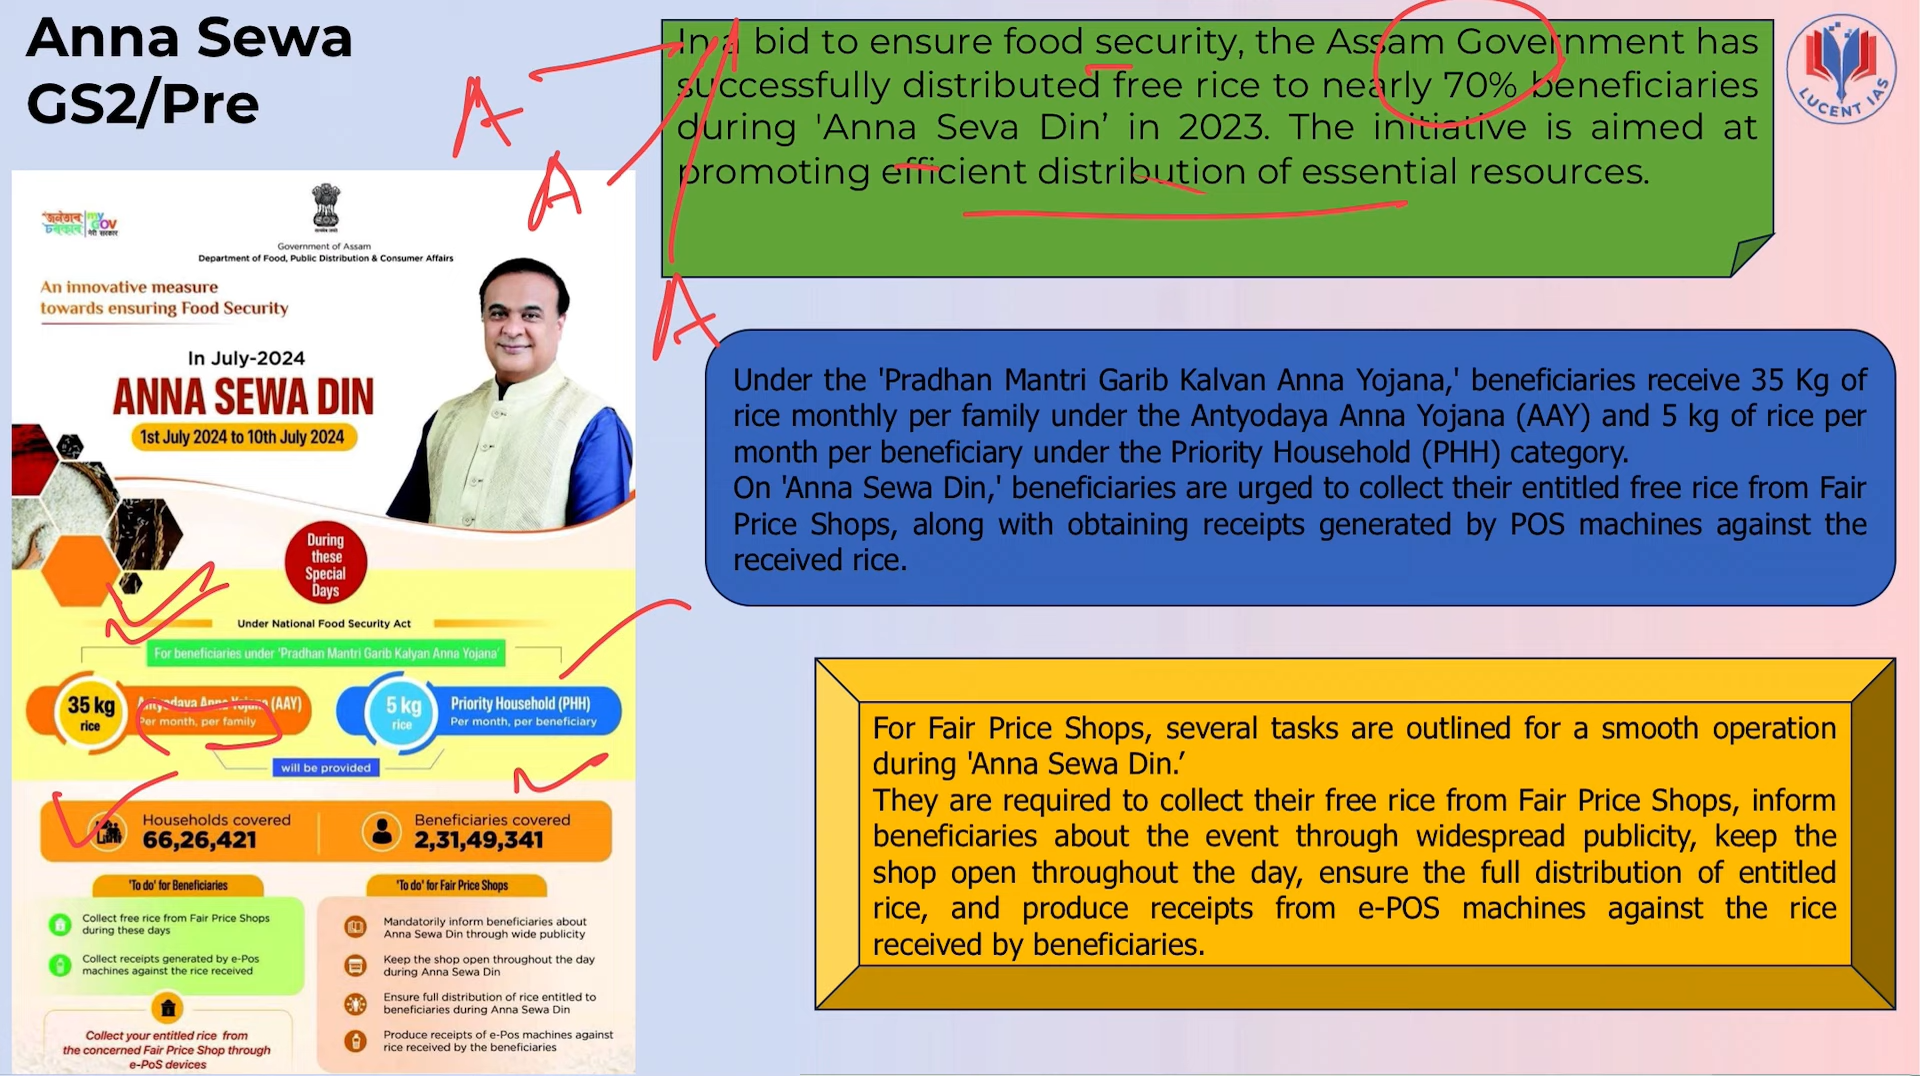 Anna Sewa
GS2/Pre
In a bid to ensure food security, the Assam Government has
successfully distributed free rice to nearly 70% beneficiaries
during 'Anna Seva Din’ in 2023. The initiative is aimed at
promoting efficient distribution of essential resources.
LUCENT IAS
A
A
A
my
GOV
मेरी सरकार
Government of Assam
Department of Food, Public Distribution & Consumer Affairs
An innovative measure
towards ensuring Food Security
In July-2024
ANNA SEWA DIN
1st July 2024 to 10th July 2024
During
these
Special
Days
Under National Food Security Act
For beneficiaries under 'Pradhan Mantri Garib Kalyan Anna Yojana'
35 kg
rice
Antyodaya Anna Yojana (AAY)
Per month, per family
5 kg
rice
Priority Household (PHH)
Per month, per beneficiary
will be provided
Households covered
66,26,421
Beneficiaries covered
2,31,49,341
'To do' for Beneficiaries
Collect free rice from Fair Price Shops
during these days
Collect receipts generated by e-Pos
machines against the rice received
Collect your entitled rice from
the concerned Fair Price Shop through
e-PoS devices
'To do' for Fair Price Shops
Mandatorily inform beneficiaries about
Anna Sewa Din through wide publicity
Keep the shop open throughout the day
during Anna Sewa Din
Ensure full distribution of rice entitled to
beneficiaries during Anna Sewa Din
Produce receipts of e-Pos machines against
rice received by the beneficiaries
Under the 'Pradhan Mantri Garib Kalvan Anna Yojana,' beneficiaries receive 35 Kg of
rice monthly per family under the Antyodaya Anna Yojana (AAY) and 5 kg of rice per
month per beneficiary under the Priority Household (PHH) category.
On 'Anna Sewa Din,' beneficiaries are urged to collect their entitled free rice from Fair
Price Shops, along with obtaining receipts generated by POS machines against the
received rice.
For Fair Price Shops, several tasks are outlined for a smooth operation
during 'Anna Sewa Din.’
They are required to collect their free rice from Fair Price Shops, inform
beneficiaries about the event through widespread publicity, keep the
shop open throughout the day, ensure the full distribution of entitled
rice, and produce receipts from e-POS machines against the rice
received by beneficiaries.